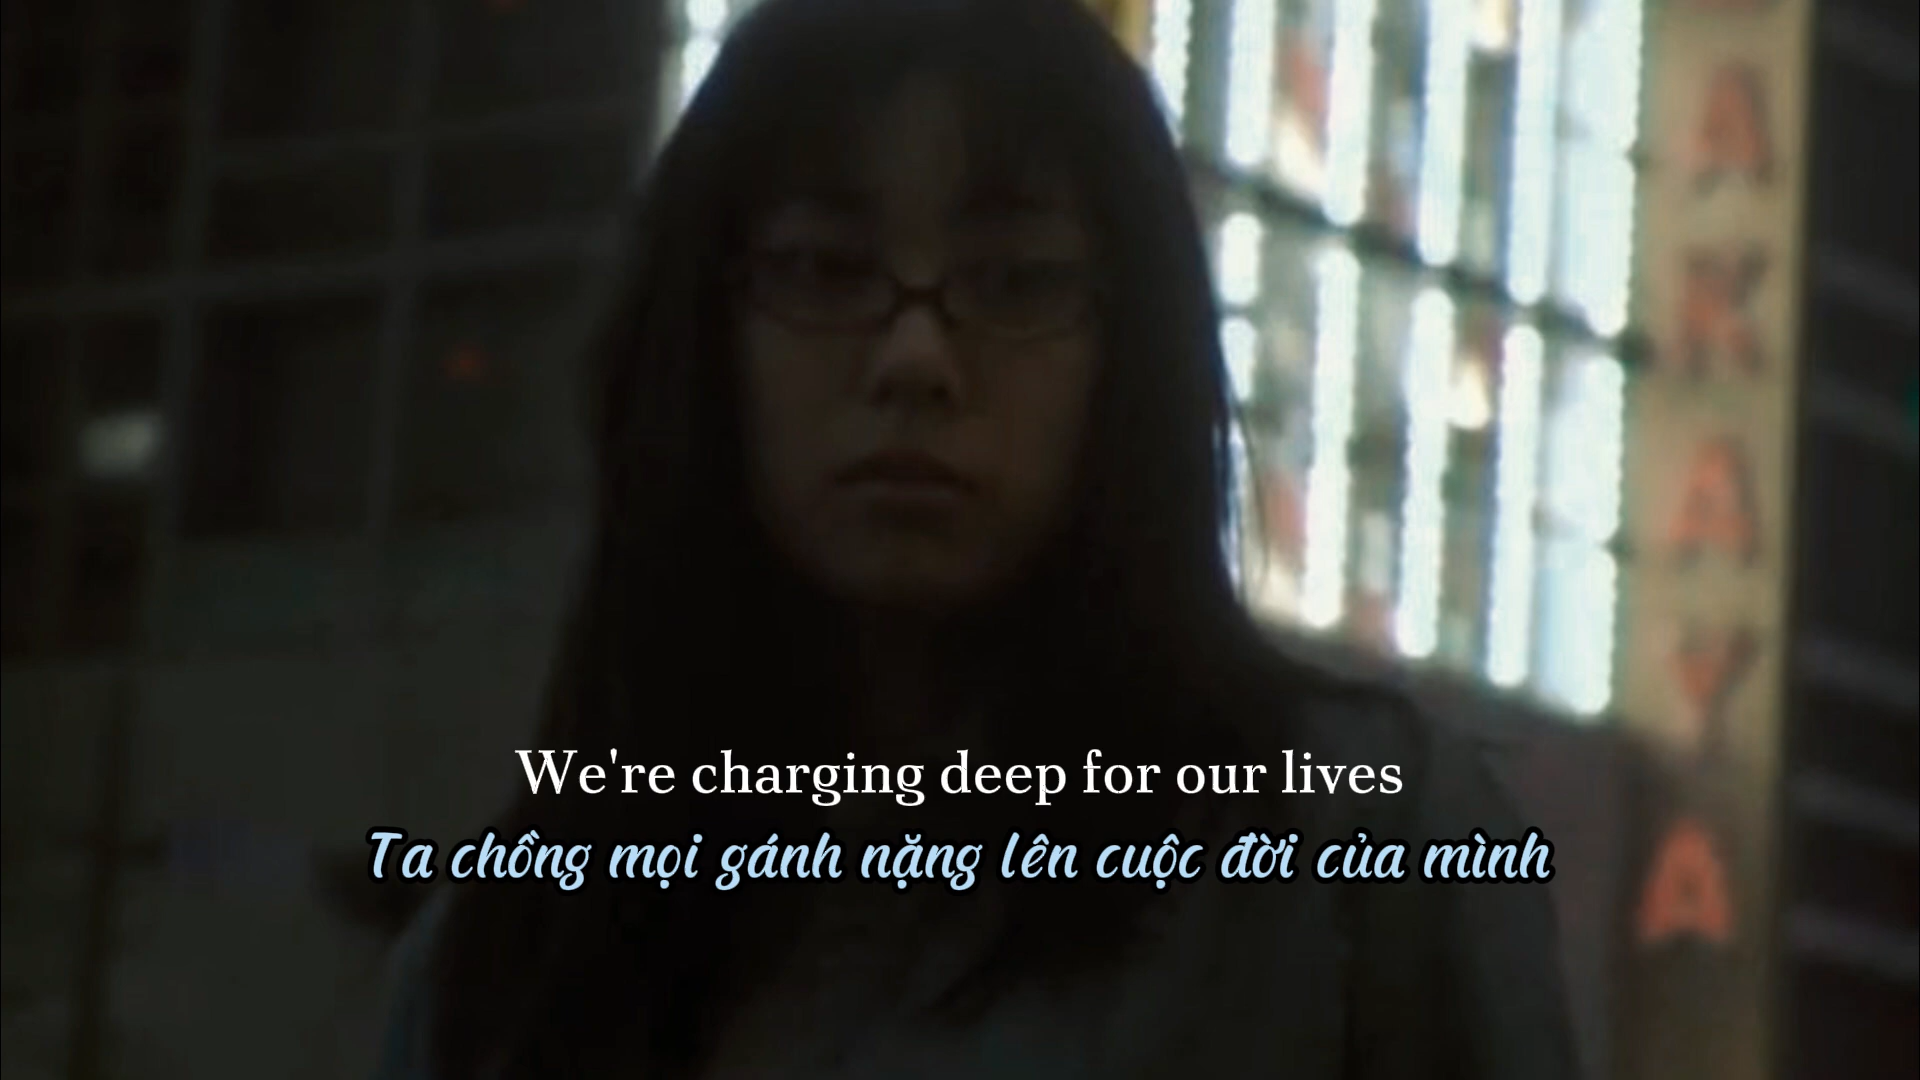 We're charging deep for our lives
Ta chồng mọi gánh nặng lên cuộc đời của mình
A
K
A
Y
A